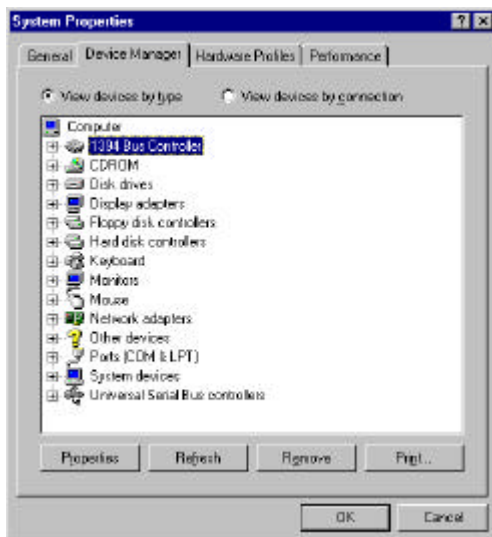 System Properties
General Device Manager Hardware Profiles Performance
View devices by type View devices by connection
Computer
1394 Bus Controller
CDROM
Disk drives
Display adapters
Floppy disk controllers
Hard disk controllers
Keyboard
Monitors
Mouse
Network adapters
Other devices
Ports (COM & LPT)
System devices
Universal Serial Bus controllers
Properties Refresh Remove Print...
OK Cancel